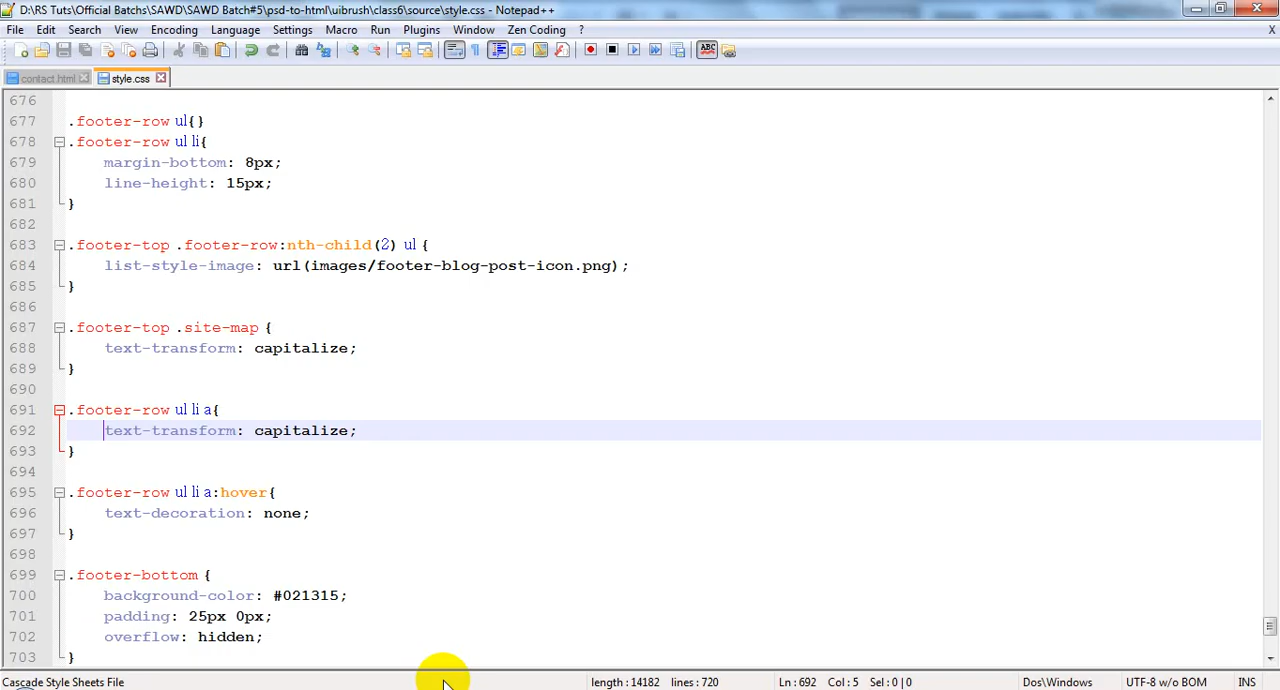 D:\RS Tuts\Official Batchs\SAWD\SAWD Batch#5\psd-to-html\uibrush\class6\source\style.css - Notepad++
File Edit Search View Encoding Language Settings Macro Run Plugins Window Zen Coding ? X
ABC
contact.html style.css
676
677 .footer-row ul{}
678 .footer-row ul li{
679 margin-bottom: 8px;
680 line-height: 15px;
681 }
682
683 .footer-top .footer-row:nth-child(2) ul {
684 list-style-image: url(images/footer-blog-post-icon.png);
685 }
686
687 .footer-top .site-map {
688 text-transform: capitalize;
689 }
690
691 .footer-row ul li a{
692 text-transform: capitalize;
693 }
694
695 .footer-row ul li a:hover{
696 text-decoration: none;
697 }
698
699 .footer-bottom {
700 background-color: #021315;
701 padding: 25px 0px;
702 overflow: hidden;
703 }
Cascade Style Sheets File length : 14182 lines : 720 Ln : 692 Col : 5 Sel : 0 | 0 Dos\Windows UTF-8 w/o BOM INS